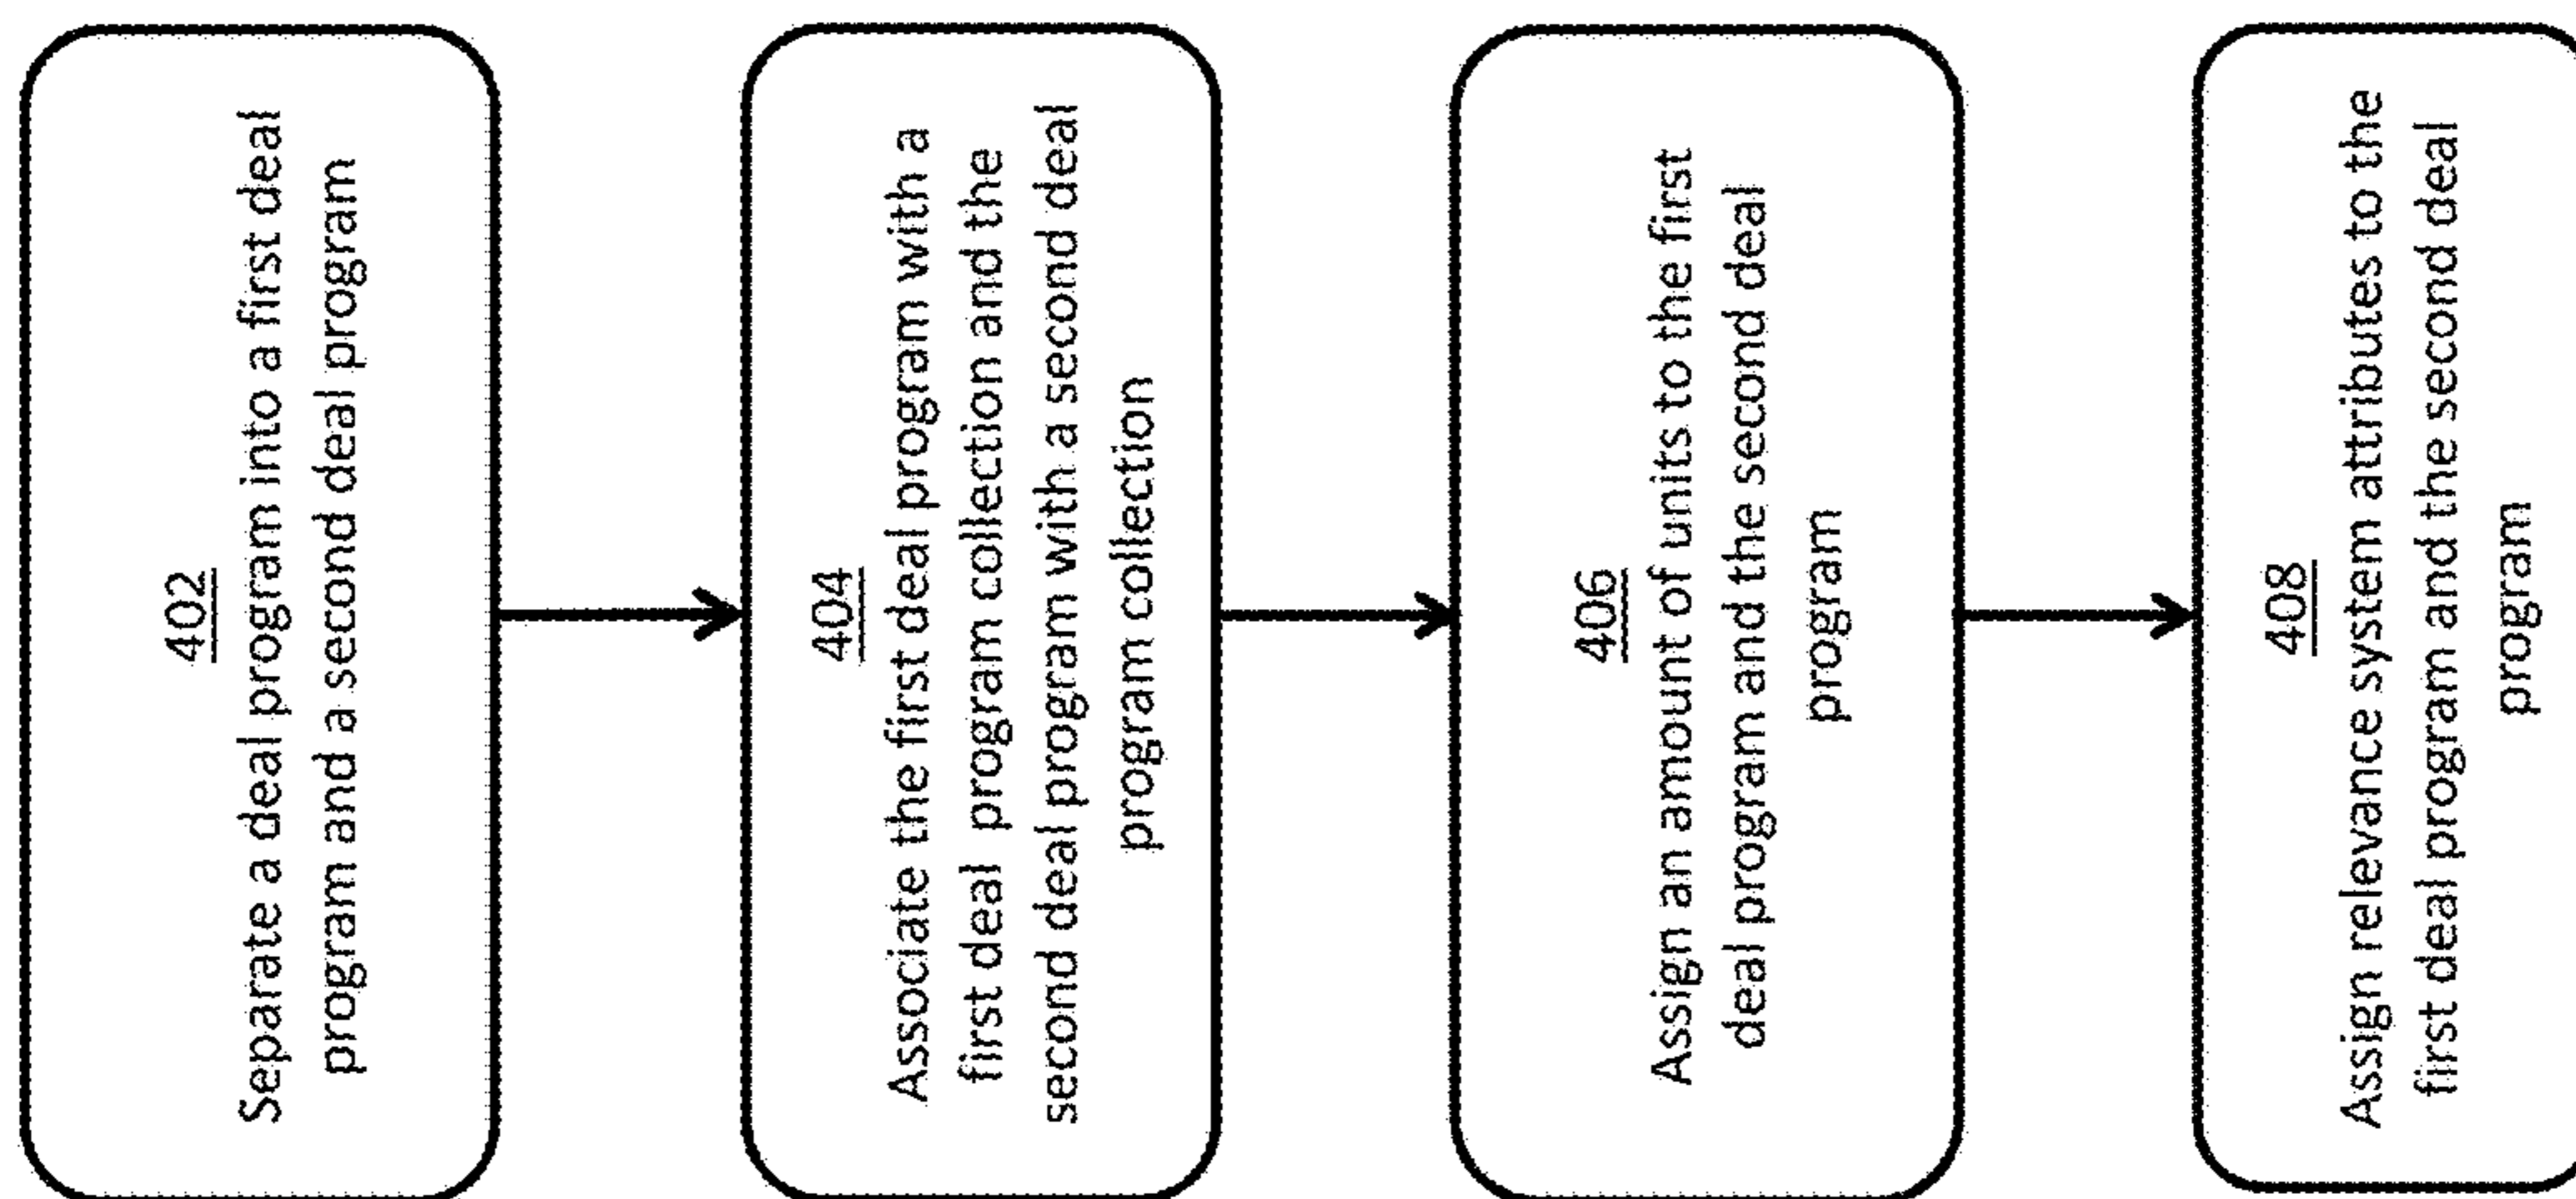 402
Separate a deal program into a first deal
program and a second deal program
404
Associate the first deal program with a
first deal program collection and the
second deal program with a second deal
program collection
406
Assign an amount of units to the first
deal program and the second deal
program
408
Assign relevance system attributes to the
first deal program and the second deal
program